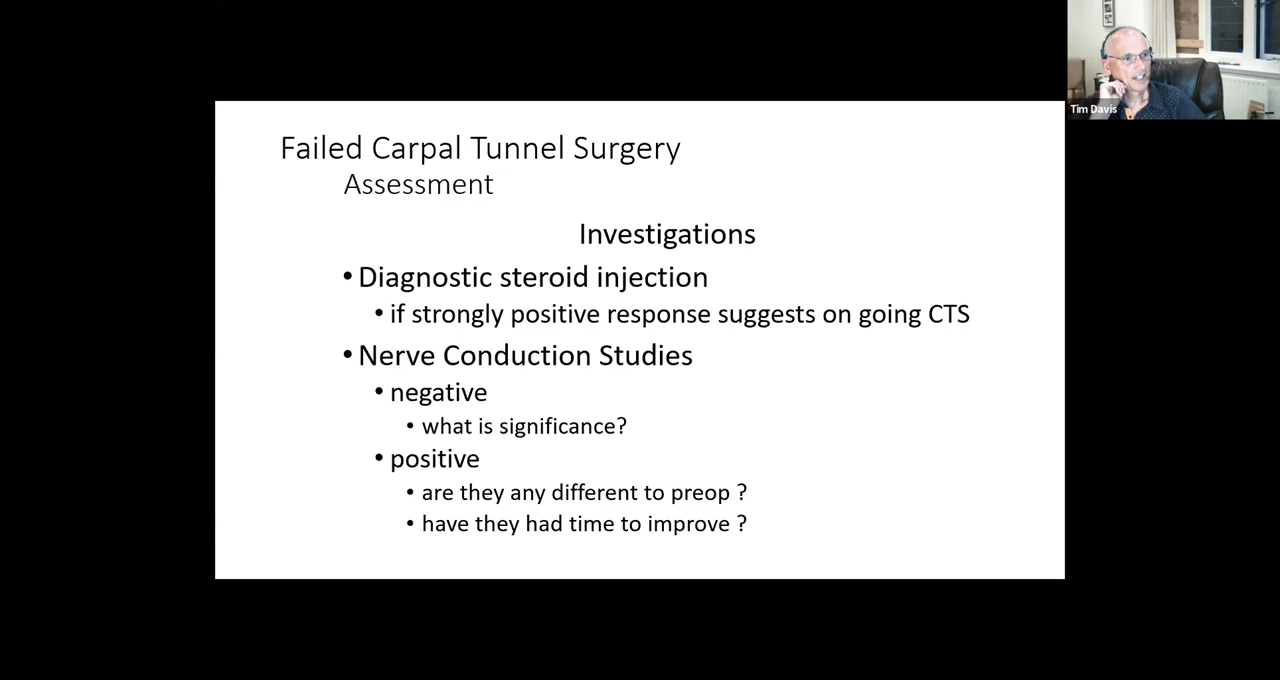 Tim Davis
Failed Carpal Tunnel Surgery
Assessment
Investigations
• Diagnostic steroid injection
• if strongly positive response suggests on going CTS
• Nerve Conduction Studies
• negative
• what is significance?
• positive
• are they any different to preop ?
• have they had time to improve ?